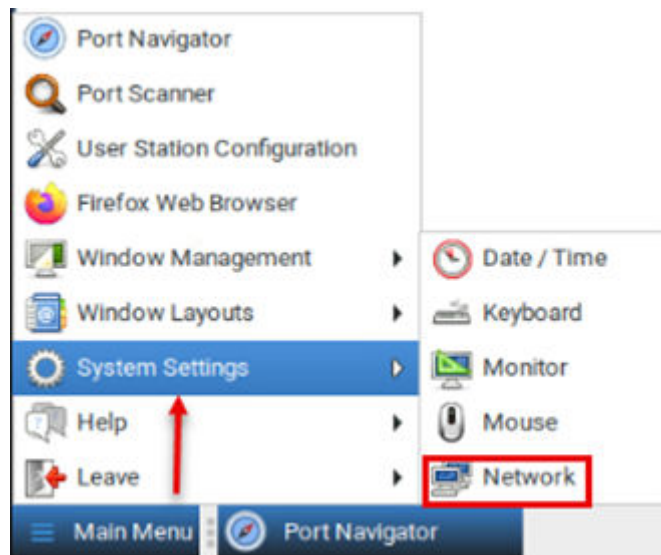 Port Navigator
Port Scanner
User Station Configuration
Firefox Web Browser
Window Management
Window Layouts
System Settings
Help
Leave
Date / Time
Keyboard
Monitor
Mouse
Network
Main Menu
Port Navigator